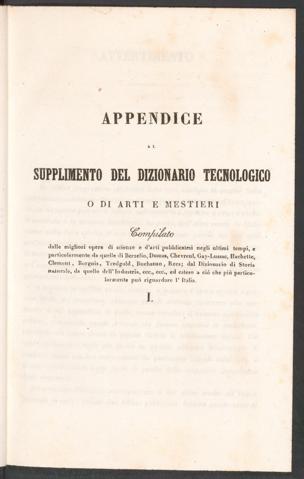 APPENDICE
AL
SUPPLIMENTO DEL DIZIONARIO TECNOLOGICO
O DI ARTI E MESTIERI
Compilato
dalle migliori opere di scienze e d'arti pubblicatesi negli ultimi tempi, e
particolarmente da quelle di Berzelio, Dumas, Chevreul, Gay-Lussac, Hachette,
Clement, Borgnis, Tredgold, Buchanan, Rees; dal Dizionario di Storia
naturale, da quello dell'Industria, ecc., ecc., ed esteso a ciò che più partico-
larmente può riguardare l'Italia.
I.